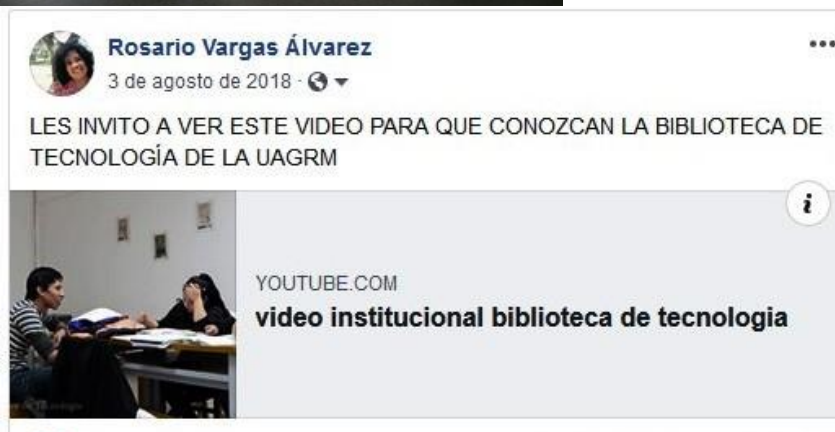 Rosario Vargas Álvarez
3 de agosto de 2018
LES INVITO A VER ESTE VIDEO PARA QUE CONOZCAN LA BIBLIOTECA DE
TECNOLOGÍA DE LA UAGRM
i
YOUTUBE.COM
video institucional biblioteca de tecnologia